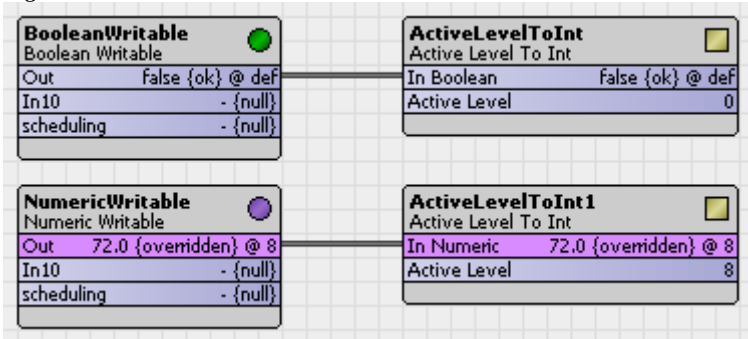 BooleanWritable
Boolean Writable
Out false {ok} @ def
In10 - {null}
scheduling - {null}
ActiveLevelToInt
Active Level To Int
In Boolean false {ok} @ def
Active Level 0
NumericWritable
Numeric Writable
Out 72.0 {overridden} @ 8
In10 - {null}
scheduling - {null}
ActiveLevelToInt1
Active Level To Int
In Numeric 72.0 {overridden} @ 8
Active Level 8